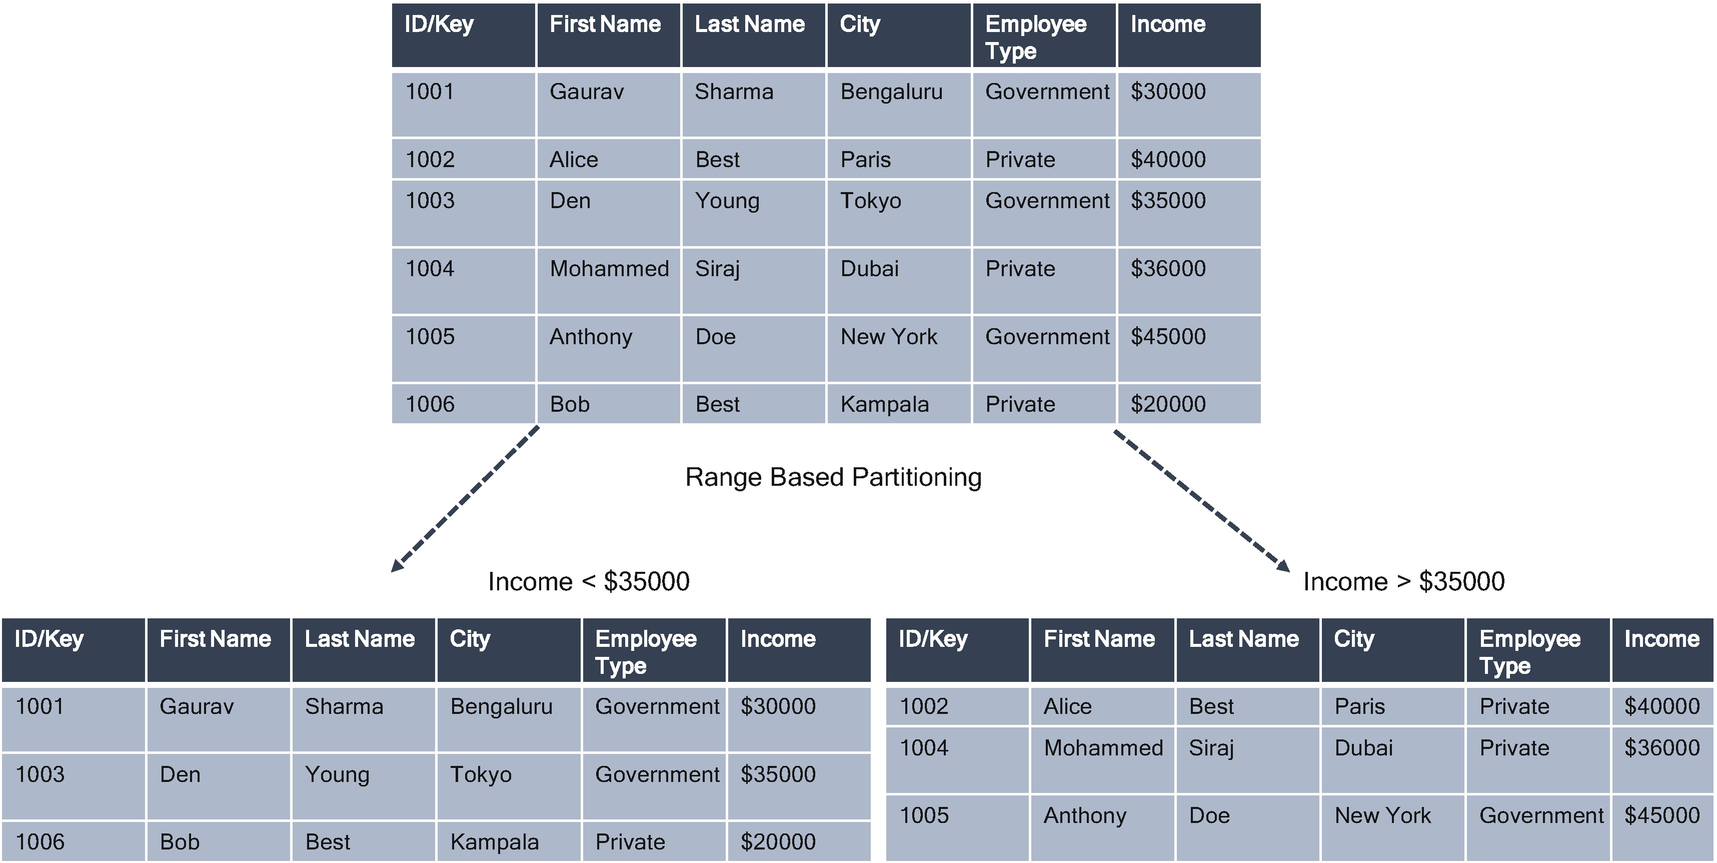 ID/Key First Name Last Name City Employee Type Income
1001 Gaurav Sharma Bengaluru Government $30000
1002 Alice Best Paris Private $40000
1003 Den Young Tokyo Government $35000
1004 Mohammed Siraj Dubai Private $36000
1005 Anthony Doe New York Government $45000
1006 Bob Best Kampala Private $20000
Range Based Partitioning
Income < $35000
ID/Key First Name Last Name City Employee Type Income
1001 Gaurav Sharma Bengaluru Government $30000
1003 Den Young Tokyo Government $35000
1006 Bob Best Kampala Private $20000
Income > $35000
ID/Key First Name Last Name City Employee Type Income
1002 Alice Best Paris Private $40000
1004 Mohammed Siraj Dubai Private $36000
1005 Anthony Doe New York Government $45000